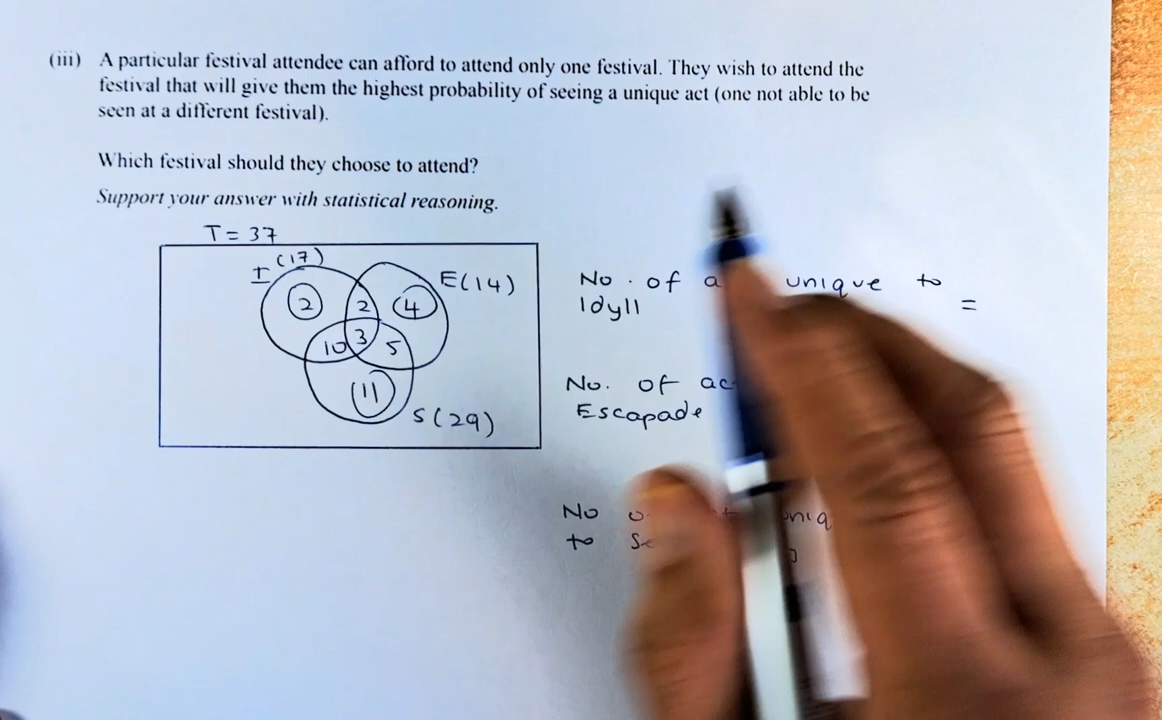 (iii) A particular festival attendee can afford to attend only one festival. They wish to attend the
festival that will give them the highest probability of seeing a unique act (one not able to be
seen at a different festival).
Which festival should they choose to attend?
Support your answer with statistical reasoning.
T = 37
I (17)
E(14)
2
2
4
10
3
5
11
S(29)
No. of unique to
Idyll =
No. of
Escapade
No
to